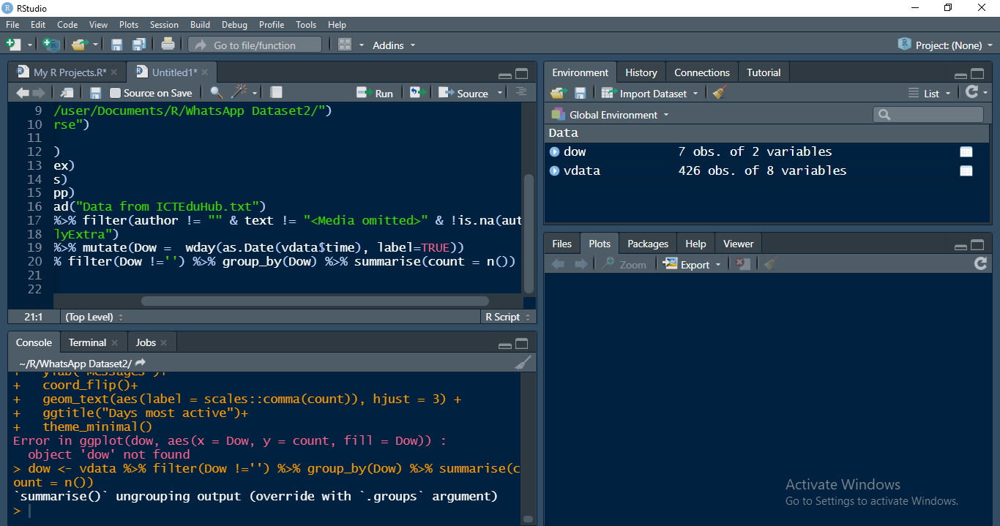 RStudio
File Edit Code View Plots Session Build Debug Profile Tools Help
Go to file/function Addins Project: (None)
My R Projects.R* Untitled1*
Source on Save Run Source
9 /user/Documents/R/WhatsApp Dataset2/")
10 rse")
11
12 )
13 ex)
14 s)
15 pp)
16 ad("Data from ICTEduHub.txt")
17 %>% filter(author != "" & text != "<Media omitted>" & !is.na(aut
18 lyExtra")
19 %>% mutate(Dow =  wday(as.Date(vdata$time), label=TRUE))
20 % filter(Dow !='') %>% group_by(Dow) %>% summarise(count = n())
21
22
21:1 (Top Level) R Script
Console Terminal Jobs
~/R/WhatsApp Dataset2/
+   ylab("Messages")+
+   coord_flip()+
+   geom_text(aes(label = scales::comma(count)), hjust = 3) +
+   ggtitle("Days most active")+
+   theme_minimal()
Error in ggplot(dow, aes(x = Dow, y = count, fill = Dow)) :
  object 'dow' not found
> dow <- vdata %>% filter(Dow !='') %>% group_by(Dow) %>% summarise(c
ount = n())
`summarise()` ungrouping output (override with `.groups` argument)
>
Environment History Connections Tutorial
Import Dataset List
Global Environment
Data
dow 7 obs. of 2 variables
vdata 426 obs. of 8 variables
Files Plots Packages Help Viewer
Zoom Export
Activate Windows
Go to Settings to activate Windows.